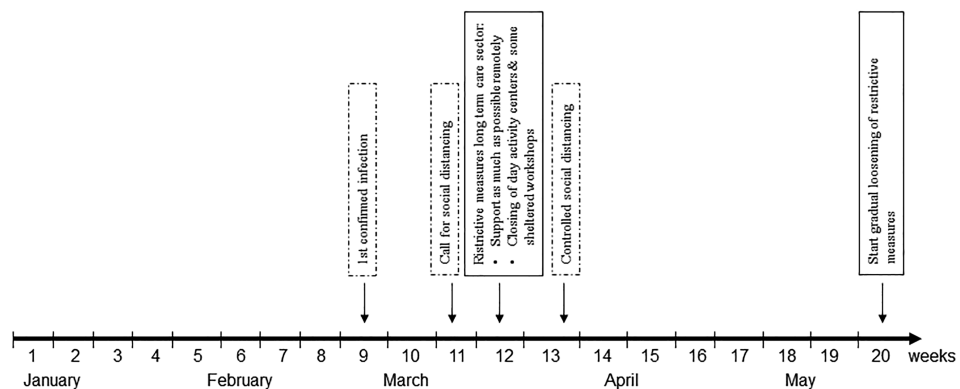 1st confirmed infection
Call for social distancing
Ristrictive measures long term care sector:
• Support as much as possible remotely
• Closing of day activity centers & some
sheltered workshops
Controlled social distancing
Start gradual loosening of restrictive
measures
1 2 3 4 5 6 7 8 9 10 11 12 13 14 15 16 17 18 19 20 weeks
January February March April May